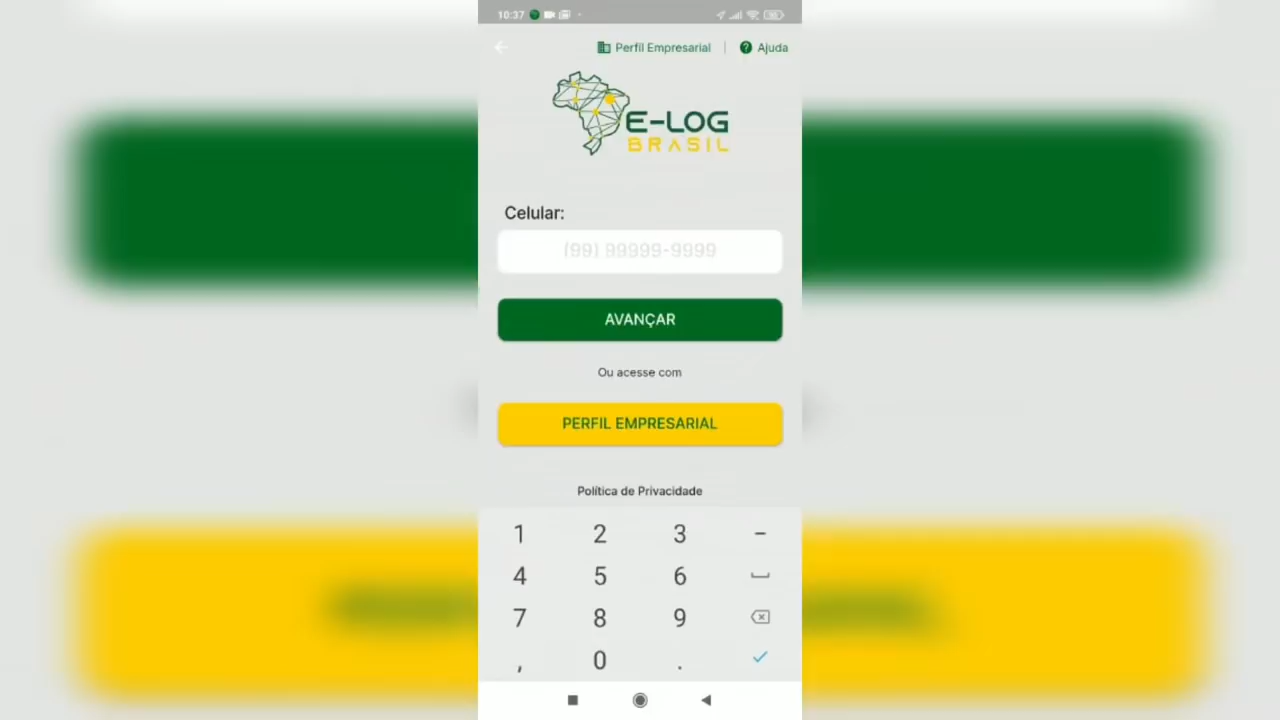 10:37
Perfil Empresarial | Ajuda
E-LOG
BRASIL
Celular:
(99) 99999-9999
AVANÇAR
Ou acesse com
PERFIL EMPRESARIAL
Política de Privacidade
1 2 3 -
4 5 6
7 8 9
, 0 .